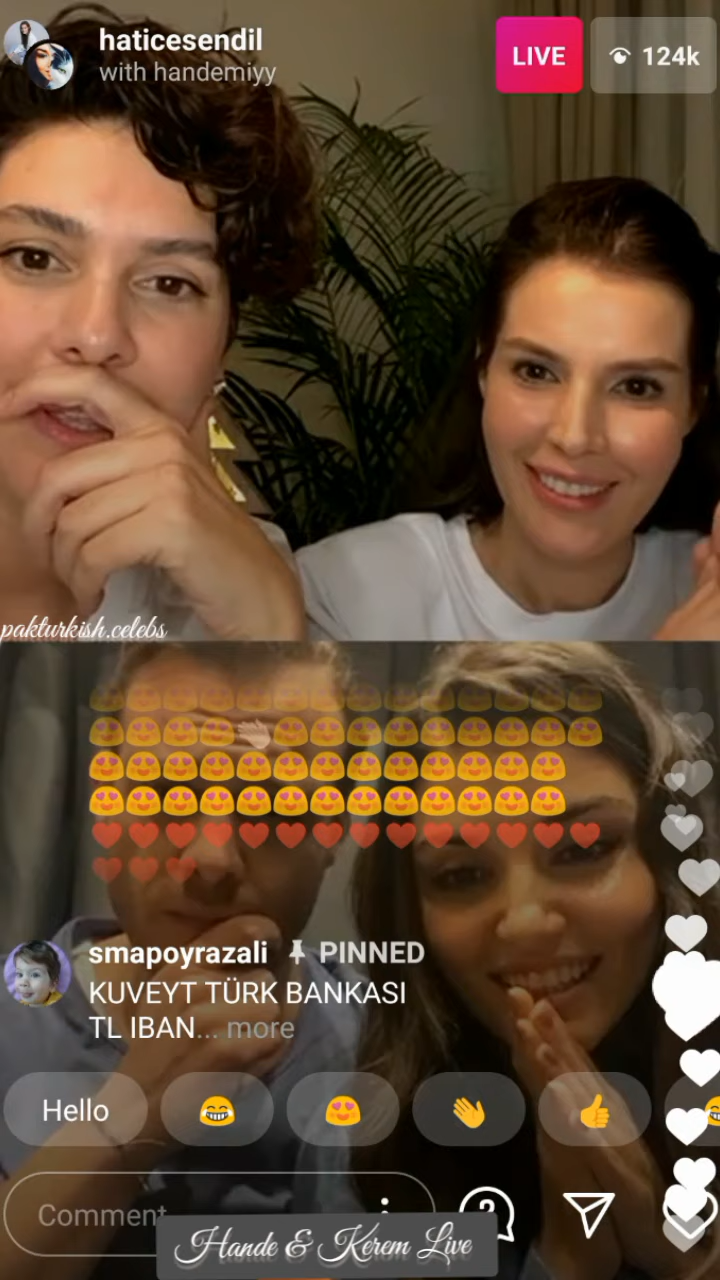 haticesendil
with handemiyy
LIVE
124k
pakturkish.celebs
smapoyrazali PINNED
KUVEYT TÜRK BANKASI
TL IBAN... more
Hello
Comment
Hande & Kerem Live